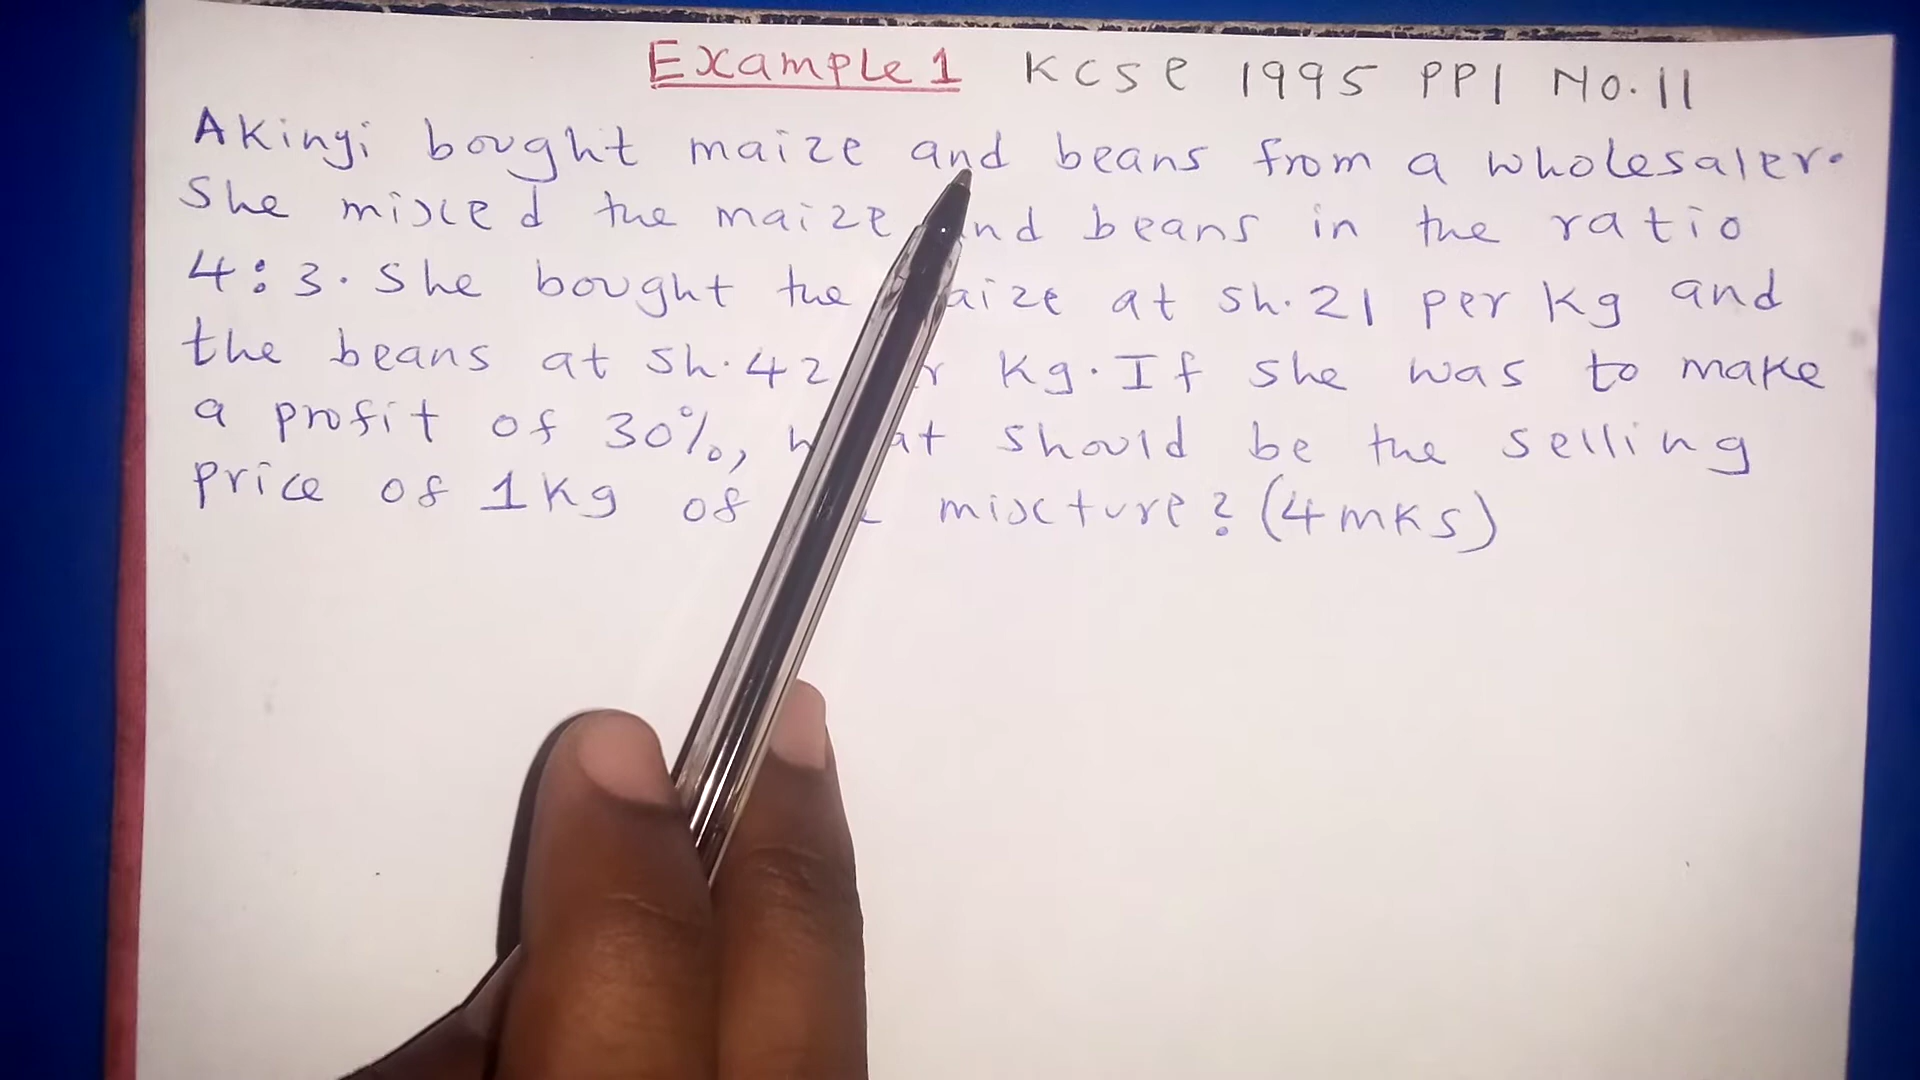 Example 1 KCSE 1995 PP1 No. 11
Akinyi bought maize and beans from a wholesaler.
She mixed the maize and beans in the ratio
4:3. She bought the maize at sh. 21 per kg and
the beans at sh. 42 kg. If she was to make
a profit of 30%, what should be the selling
price of 1kg of mixture? (4mks)